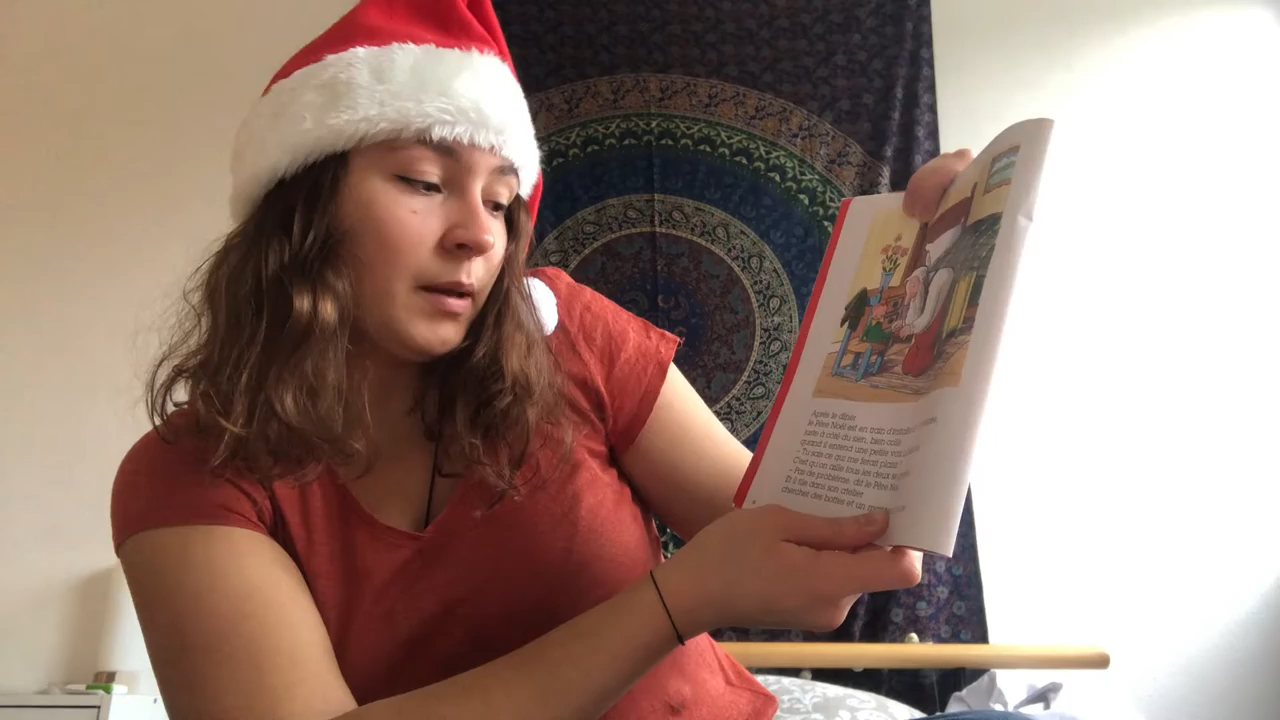 Après le dîner
le Père Noël est en train d'installer
juste à côté du sien, bien collé
quand il entend une petite voix
– Tu sais ce qui me ferait plaisir ?
C'est qu'on aille tous les deux
– Pas de problème, dit le Père Noël
Et il file dans son atelier
chercher des bottes et un